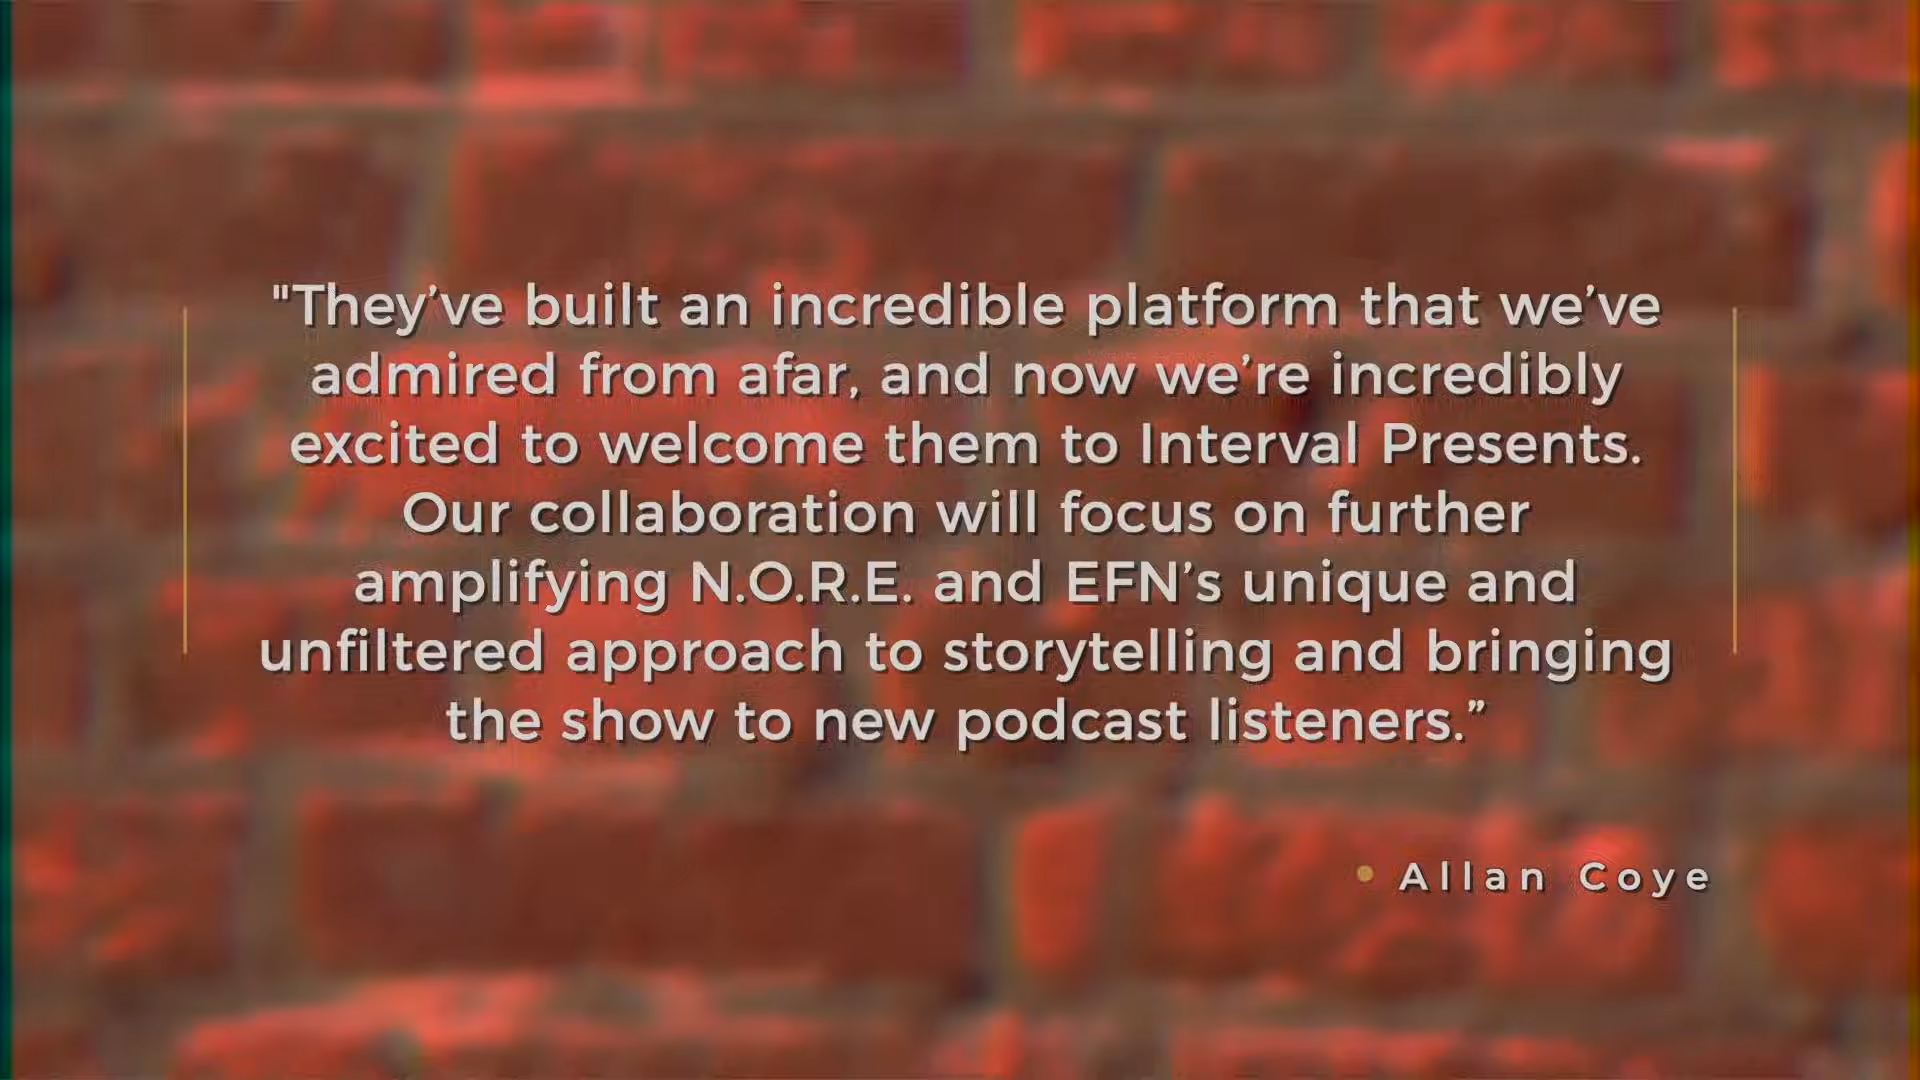 "They’ve built an incredible platform that we’ve
admired from afar, and now we’re incredibly
excited to welcome them to Interval Presents.
Our collaboration will focus on further
amplifying N.O.R.E. and EFN’s unique and
unfiltered approach to storytelling and bringing
the show to new podcast listeners.”
• Allan Coye